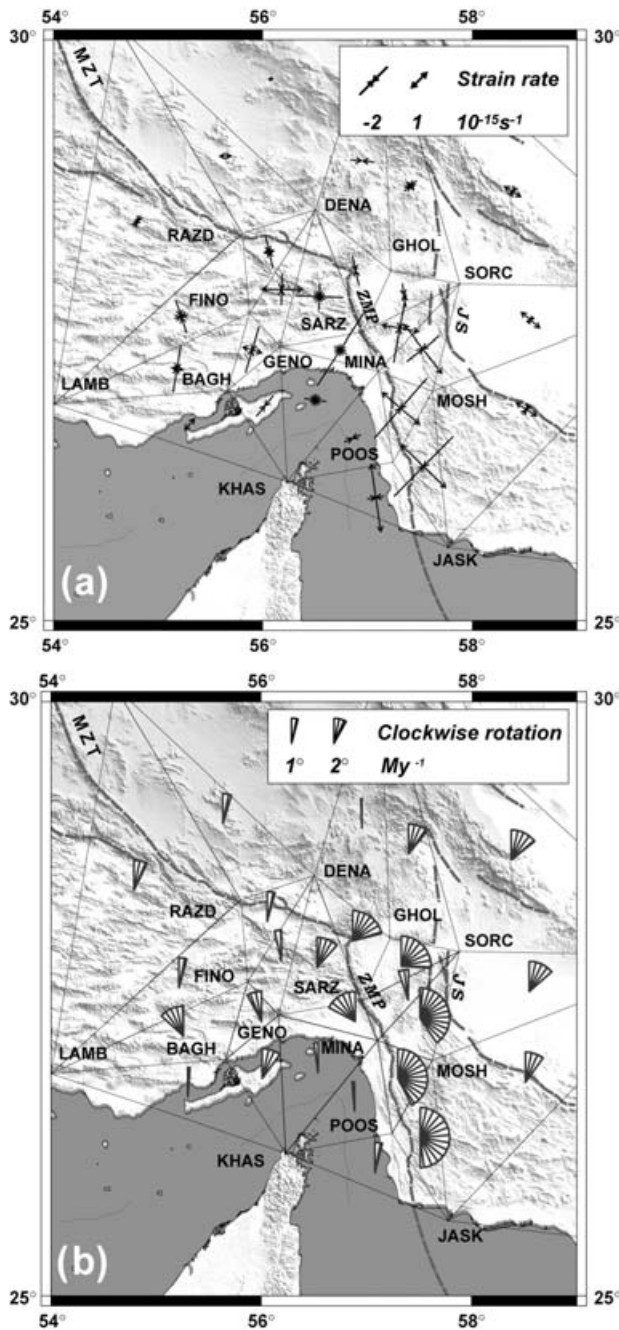 54° 56° 58°
30° 30°
MZT
Strain rate
-2 1 10⁻¹⁵s⁻¹
DENA
RAZD
GHOL
SORC
FINO
ZMP
SARZ
JS
GENO MINA
LAMB BAGH
MOSH
POOS
KHAS
JASK
(a)
25° 25°
54° 56° 58°
30° 30°
MZT
Clockwise rotation
1° 2° My⁻¹
DENA
RAZD
GHOL
SORC
FINO
ZMP
SARZ
JS
GENO
LAMB BAGH MINA
MOSH
POOS
KHAS
JASK
(b)
25° 25°
54° 56° 58°